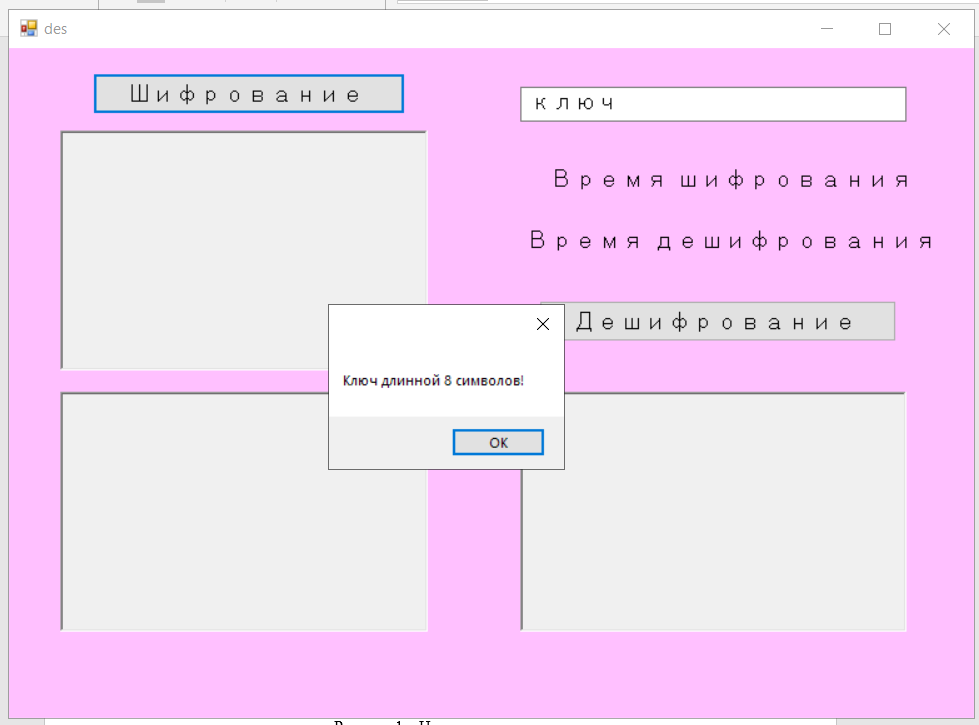 des
Шифрование
ключ
Время шифрования
Время дешифрования
Дешифрование
Ключ длинной 8 символов!
OK